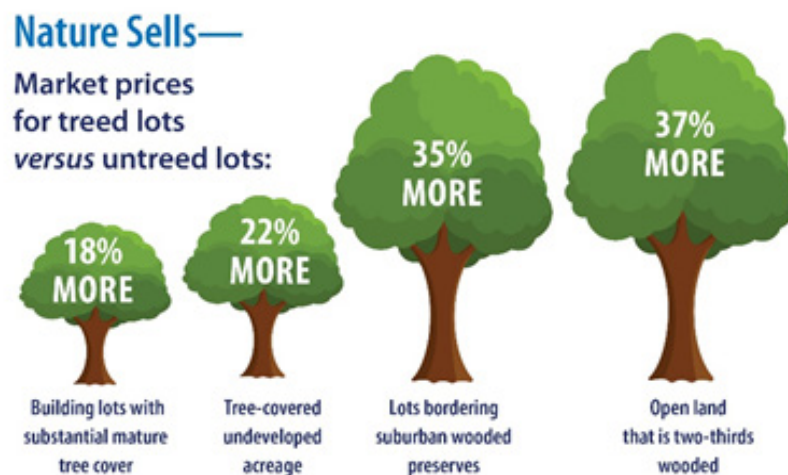 Nature Sells—
Market prices
for treed lots
versus untreed lots:
18%
MORE
22%
MORE
35%
MORE
37%
MORE
Building lots with
substantial mature
tree cover
Tree-covered
undeveloped
acreage
Lots bordering
suburban wooded
preserves
Open land
that is two-thirds
wooded